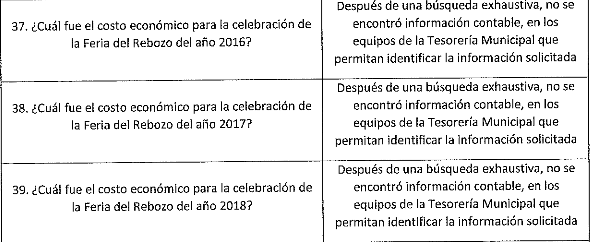 37. ¿Cuál fue el costo económico para la celebración de
la Feria del Rebozo del año 2016?
Después de una búsqueda exhaustiva, no se
encontró información contable, en los
equipos de la Tesorería Municipal que
permitan identificar la información solicitada
38. ¿Cuál fue el costo económico para la celebración de
la Feria del Rebozo del año 2017?
Después de una búsqueda exhaustiva, no se
encontró información contable, en los
equipos de la Tesorería Municipal que
permitan identificar la información solicitada
39. ¿Cuál fue el costo económico para la celebración de
la Feria del Rebozo del año 2018?
Después de una búsqueda exhaustiva, no se
encontró información contable, en los
equipos de la Tesorería Municipal que
permitan identificar la información solicitada